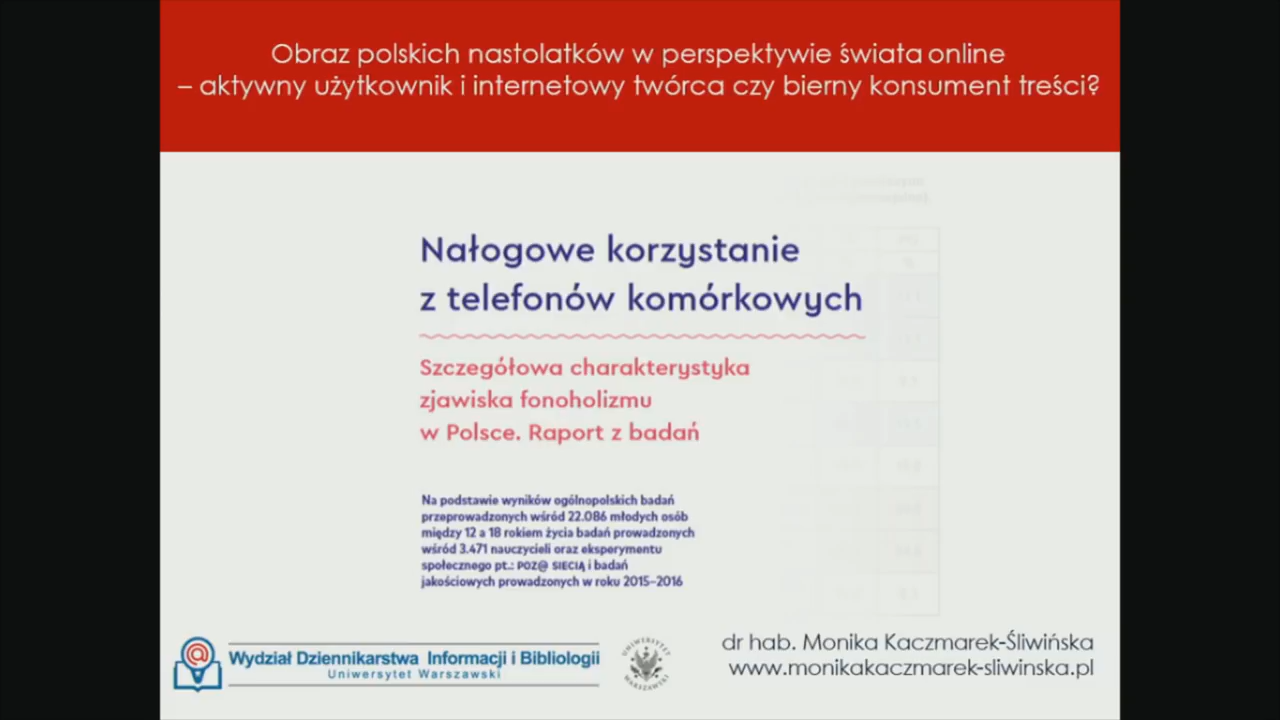 Obraz polskich nastolatków w perspektywie świata online
– aktywny użytkownik i internetowy twórca czy bierny konsument treści?
Nałogowe korzystanie
z telefonów komórkowych
Szczegółowa charakterystyka
zjawiska fonoholizmu
w Polsce. Raport z badań
Na podstawie wyników ogólnopolskich badań
przeprowadzonych wśród 22.086 młodych osób
między 12 a 18 rokiem życia badań prowadzonych
wśród 3.471 nauczycieli oraz eksperymentu
społecznego pt.: POZ@ SIECIĄ i badań
jakościowych prowadzonych w roku 2015–2016
Wydział Dziennikarstwa Informacji i Bibliologii
Uniwersytet Warszawski
UNIWERSYTET
WARSZAWSKI
dr hab. Monika Kaczmarek-Śliwińska
www.monikakaczmarek-sliwinska.pl